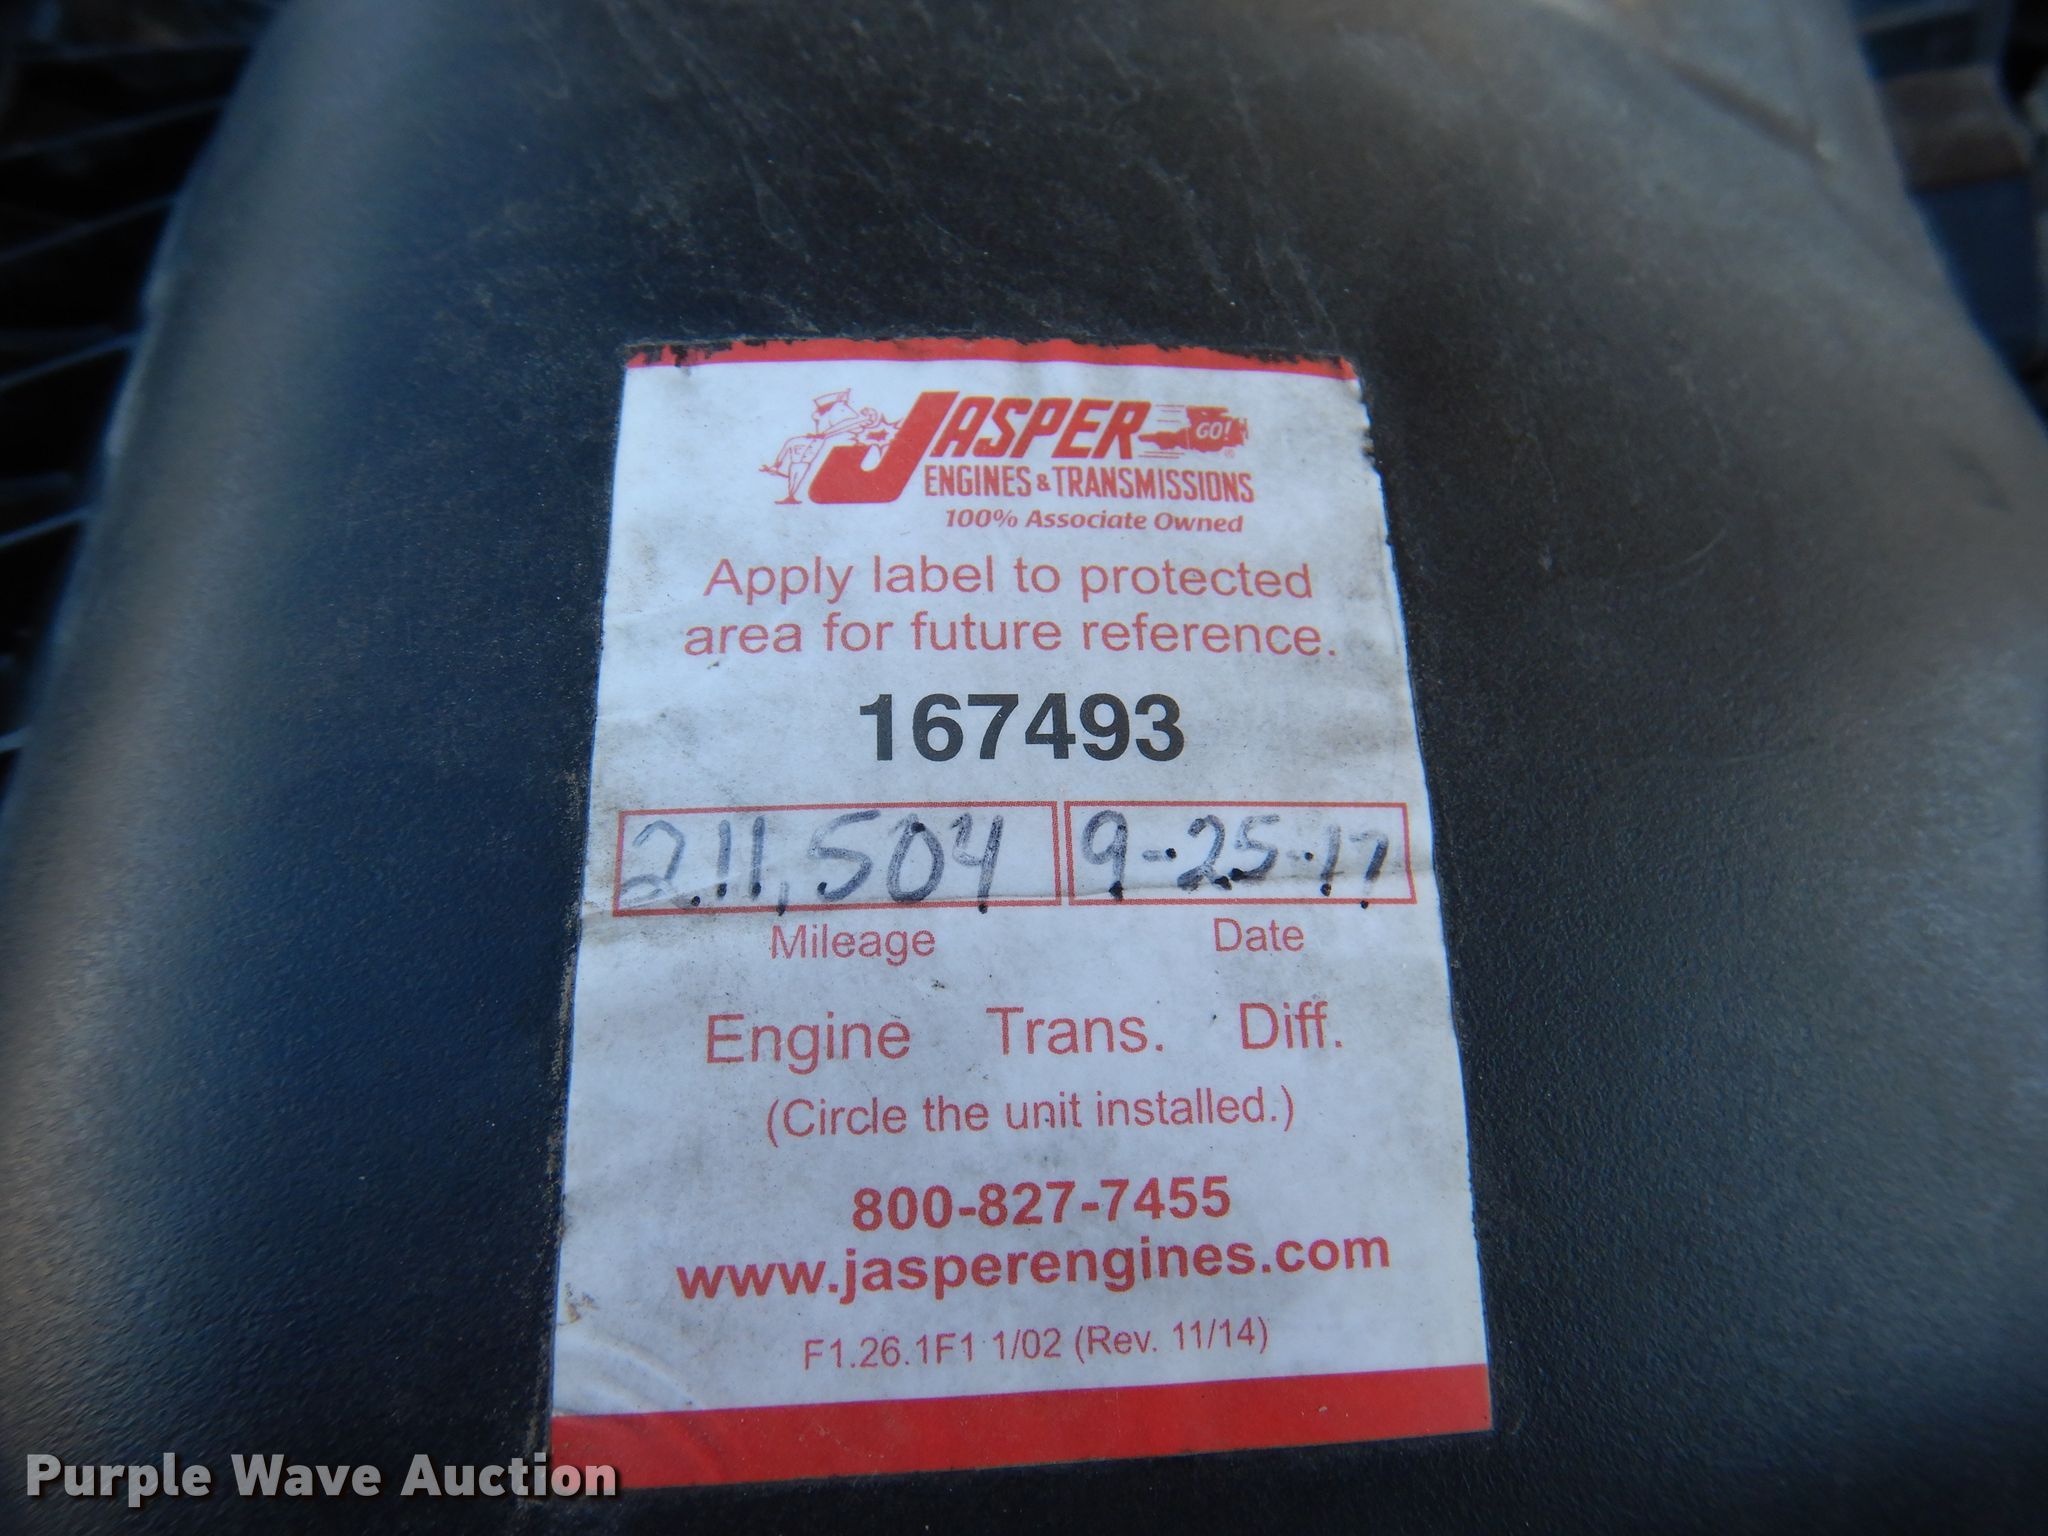 JASPER GO!®
ENGINES & TRANSMISSIONS
100% Associate Owned
Apply label to protected
area for future reference.
167493
211,504 9-25-17
Mileage Date
Engine Trans. Diff.
(Circle the unit installed.)
800-827-7455
www.jasperengines.com
F1.26.1F1 1/02 (Rev. 11/14)
Purple Wave Auction